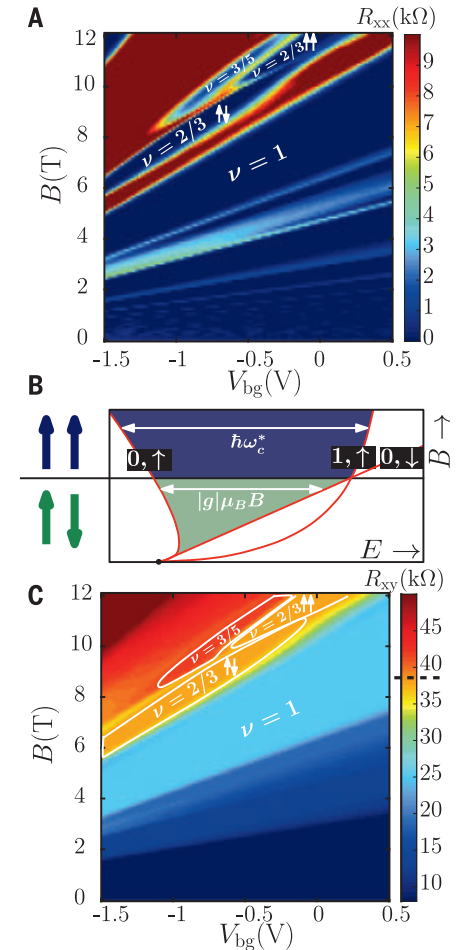 A
R_xx(kΩ)
12
10
8
6
4
2
0
B(T)
ν = 3/5
ν = 2/3 ⇈
ν = 2/3 ⇅
ν = 1
-1.5 -1 -0.5 0 0.5
V_bg(V)
9
8
7
6
5
4
3
2
1
0
B
ħω_c^*
0,↑ 1,↑ 0,↓
|g|μ_B B
E →
B →
C
R_xy(kΩ)
12
10
8
6
4
2
0
B(T)
ν = 3/5
ν = 2/3 ⇈
ν = 2/3 ⇅
ν = 1
-1.5 -1 -0.5 0 0.5
V_bg(V)
45
40
35
30
25
20
15
10